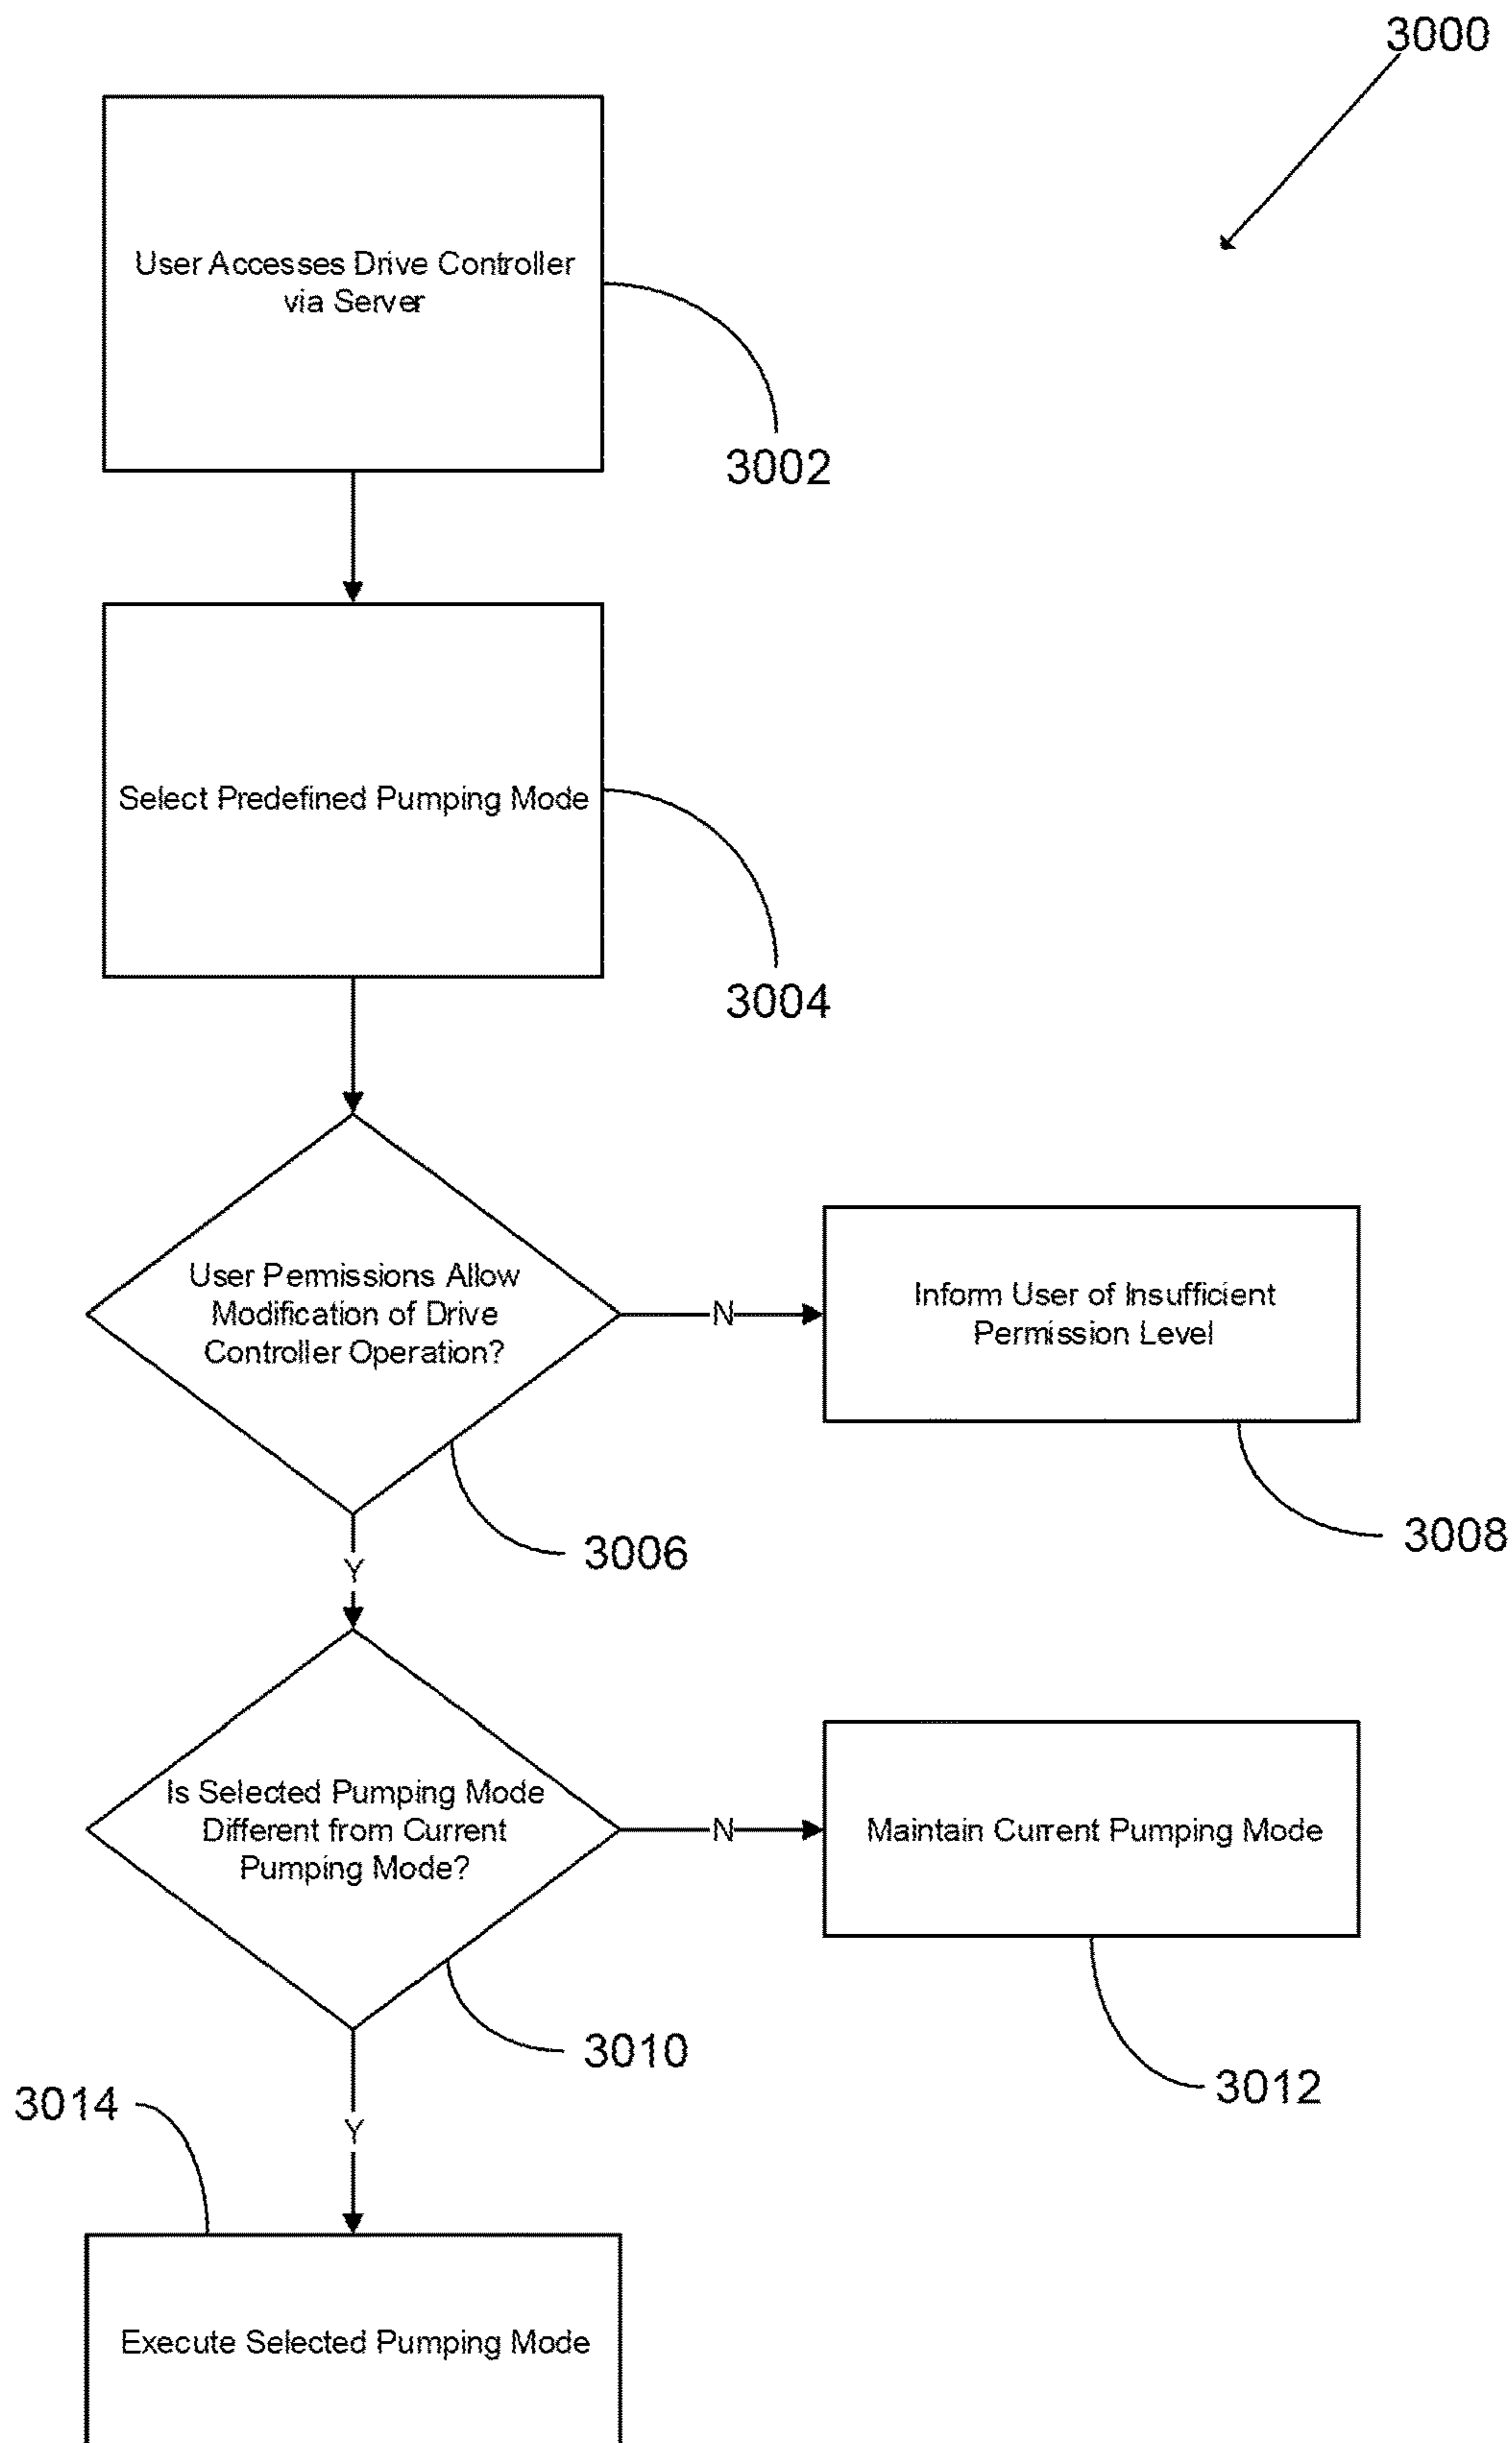 3000
User Accesses Drive Controller
via Server
3002
Select Predefined Pumping Mode
3004
User Permissions Allow
Modification of Drive
Controller Operation?
N
Inform User of Insufficient
Permission Level
3006
3008
Y
Is Selected Pumping Mode
Different from Current
Pumping Mode?
N
Maintain Current Pumping Mode
3010
3012
3014
Y
Execute Selected Pumping Mode